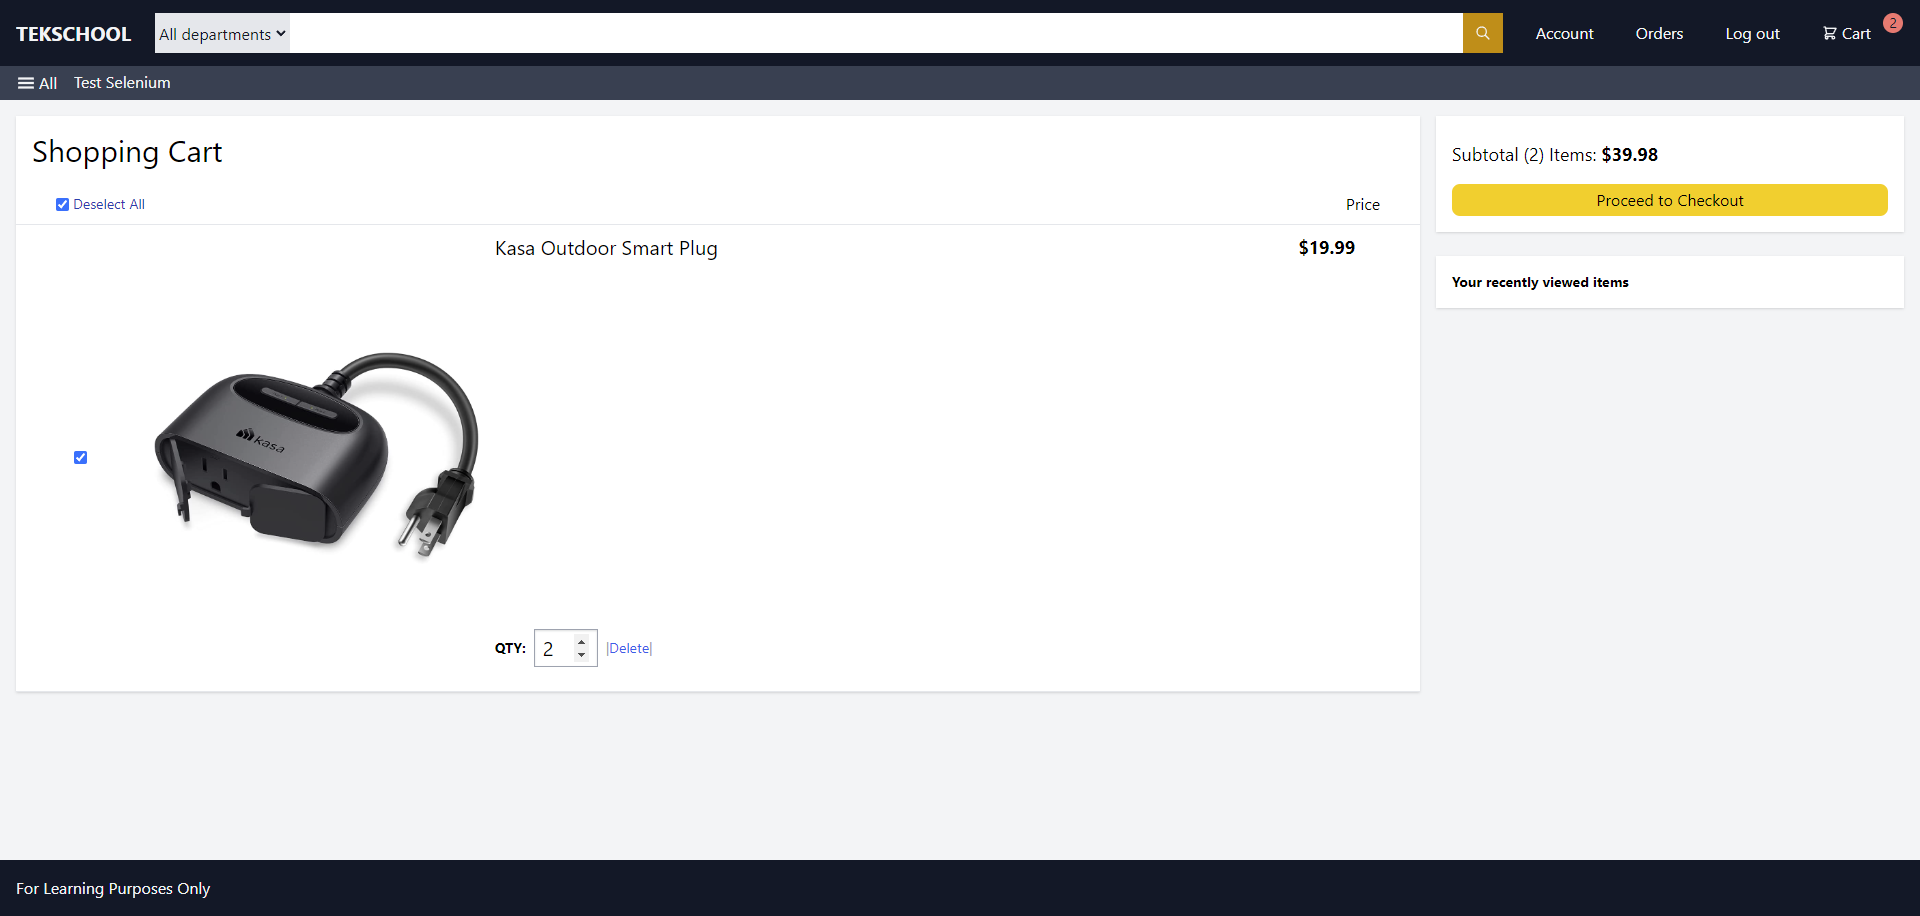 TEKSCHOOL All departments Account Orders Log out Cart 2
All Test Selenium
Shopping Cart
Deselect All Price
Kasa Outdoor Smart Plug $19.99
kasa
QTY: 2 |Delete|
Subtotal (2) Items: $39.98
Proceed to Checkout
Your recently viewed items
For Learning Purposes Only